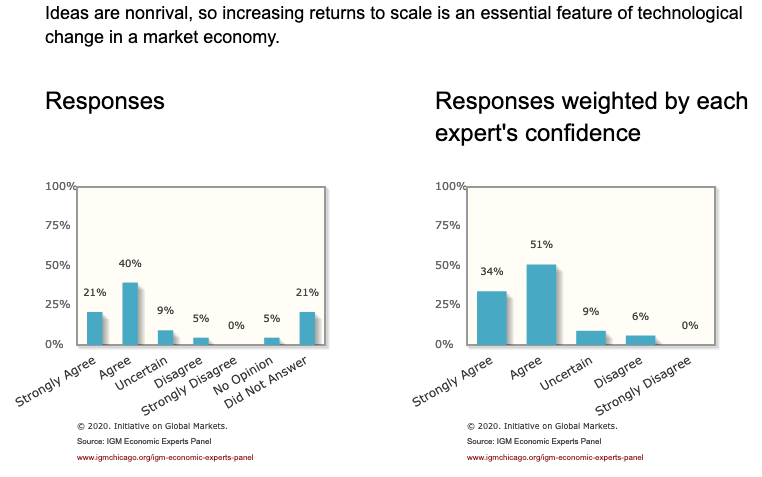 Ideas are nonrival, so increasing returns to scale is an essential feature of technological
change in a market economy.
Responses
100%
75%
50%
25%
0%
21%
40%
9%
5%
0%
5%
21%
Strongly Agree
Agree
Uncertain
Disagree
Strongly Disagree
No Opinion
Did Not Answer
© 2020. Initiative on Global Markets.
Source: IGM Economic Experts Panel
www.igmchicago.org/igm-economic-experts-panel
Responses weighted by each
expert's confidence
100%
75%
50%
25%
0%
34%
51%
9%
6%
0%
Strongly Agree
Agree
Uncertain
Disagree
Strongly Disagree
© 2020. Initiative on Global Markets.
Source: IGM Economic Experts Panel
www.igmchicago.org/igm-economic-experts-panel